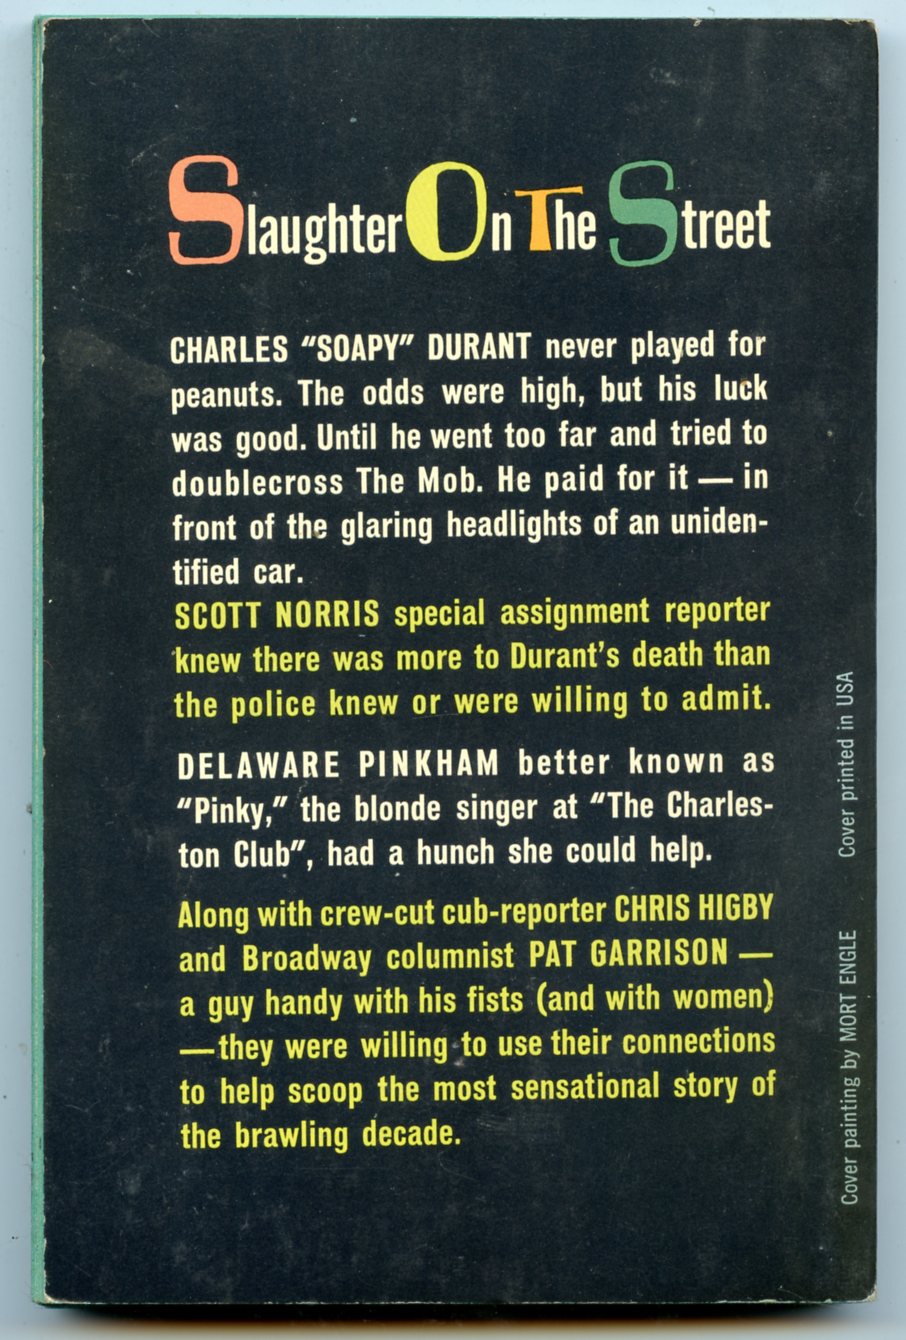 Slaughter On The Street
CHARLES “SOAPY” DURANT never played for
peanuts. The odds were high, but his luck
was good. Until he went too far and tried to
doublecross The Mob. He paid for it — in
front of the glaring headlights of an uniden-
tified car.
SCOTT NORRIS special assignment reporter
knew there was more to Durant's death than
the police knew or were willing to admit.
DELAWARE PINKHAM better known as
“Pinky,” the blonde singer at “The Charles-
ton Club”, had a hunch she could help.
Along with crew-cut cub-reporter CHRIS HIGBY
and Broadway columnist PAT GARRISON —
a guy handy with his fists (and with women)
—they were willing to use their connections
to help scoop the most sensational story of
the brawling decade.
Cover painting by MORT ENGLE Cover printed in USA